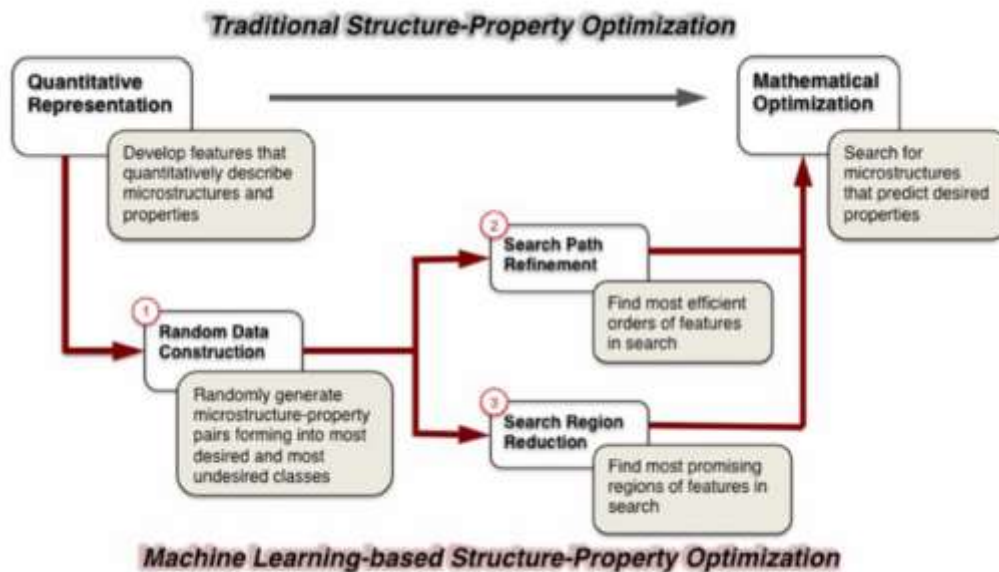 Traditional Structure-Property Optimization
Quantitative
Representation
Develop features that
quantitatively describe
microstructures and
properties
Mathematical
Optimization
Search for
microstructures
that predict desired
properties
1
Random Data
Construction
Randomly generate
microstructure-property
pairs forming into most
desired and most
undesired classes
2
Search Path
Refinement
Find most efficient
orders of features
in search
3
Search Region
Reduction
Find most promising
regions of features in
search
Machine Learning-based Structure-Property Optimization